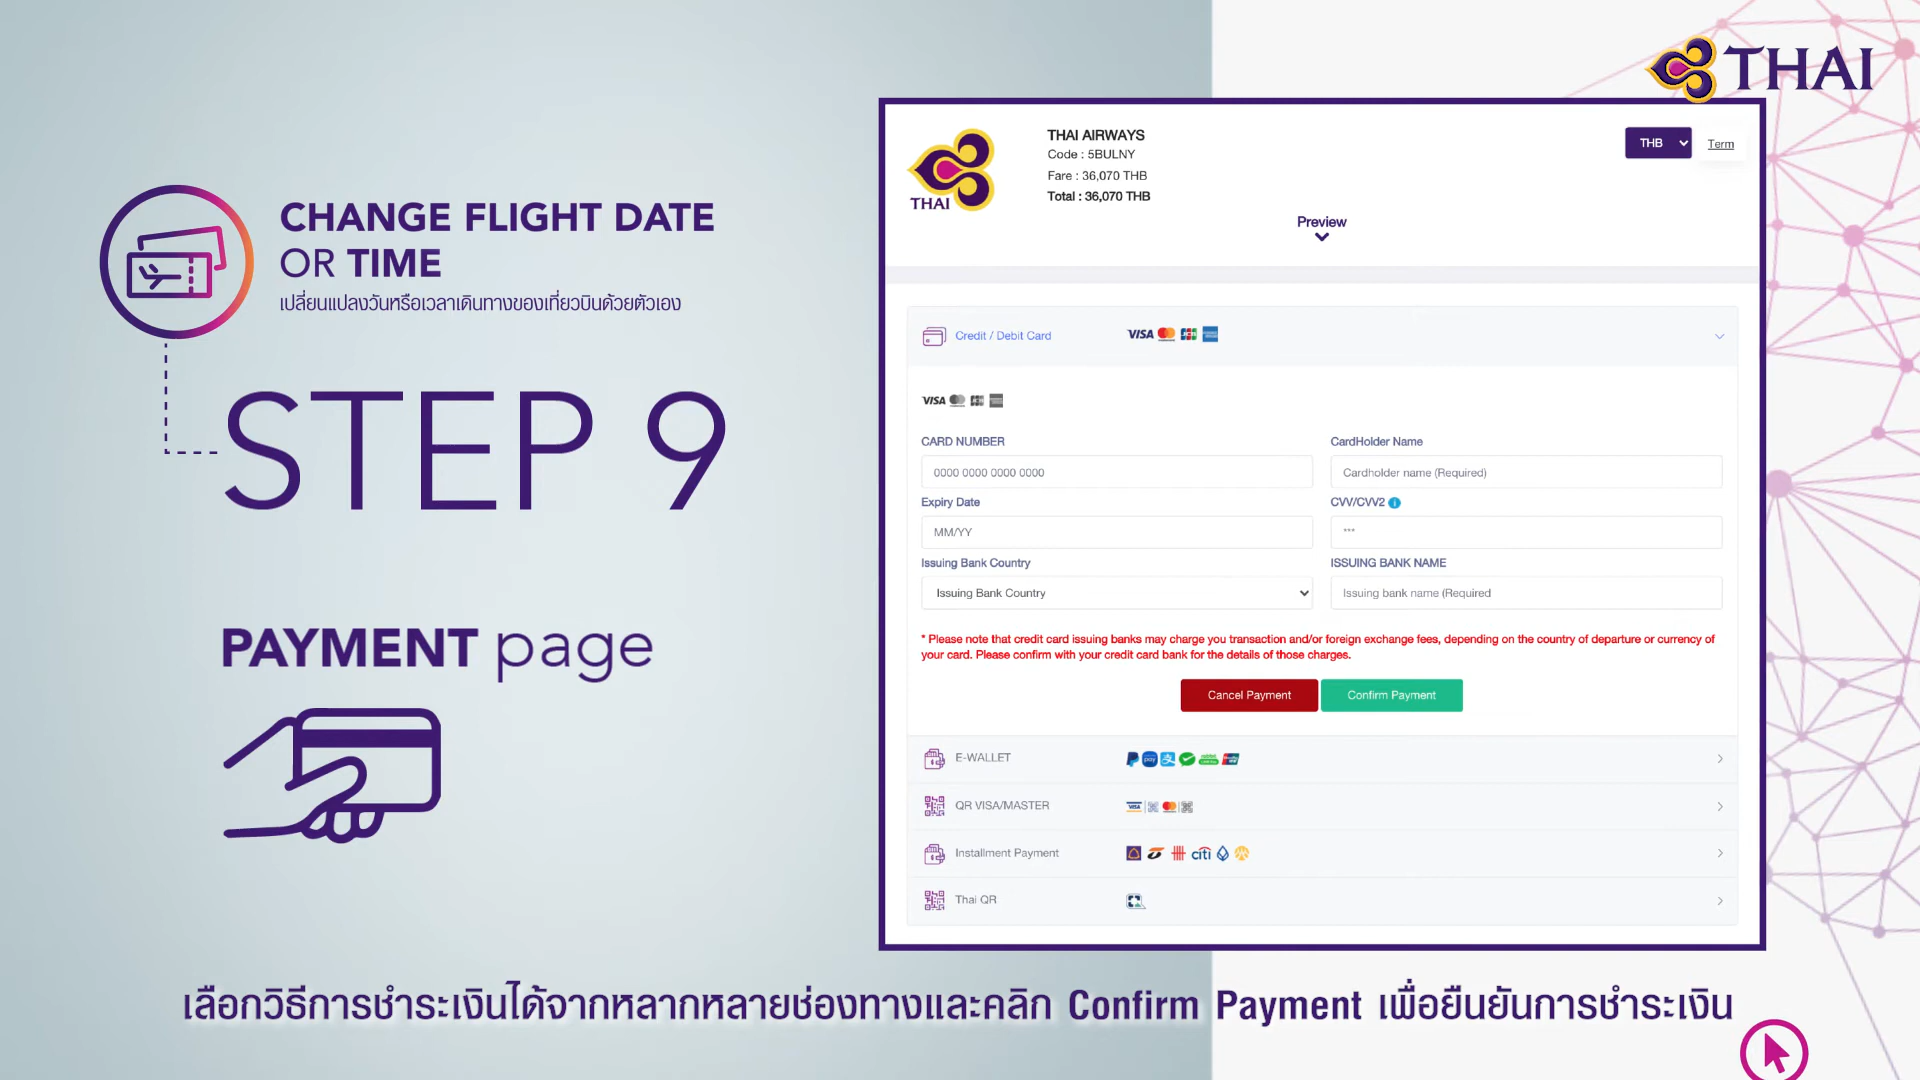 THAI
CHANGE FLIGHT DATE
OR TIME
เปลี่ยนแปลงวันหรือเวลาเดินทางของเที่ยวบินด้วยตัวเอง
STEP 9
PAYMENT page
THAI
THAI AIRWAYS
Code : 5BULNY
Fare : 36,070 THB
Total : 36,070 THB
THB
Term
Preview
Credit / Debit Card
VISA
VISA
CARD NUMBER
CardHolder Name
0000 0000 0000 0000
Cardholder name (Required)
Expiry Date
CVV/CVV2
MM/YY
***
Issuing Bank Country
ISSUING BANK NAME
Issuing Bank Country
Issuing bank name (Required
* Please note that credit card issuing banks may charge you transaction and/or foreign exchange fees, depending on the country of departure or currency of
your card. Please confirm with your credit card bank for the details of those charges.
Cancel Payment
Confirm Payment
E-WALLET
QR VISA/MASTER
VISA
Installment Payment
citi
Thai QR
เลือกวิธีการชำระเงินได้จากหลากหลายช่องทางและคลิก Confirm Payment เพื่อยืนยันการชำระเงิน